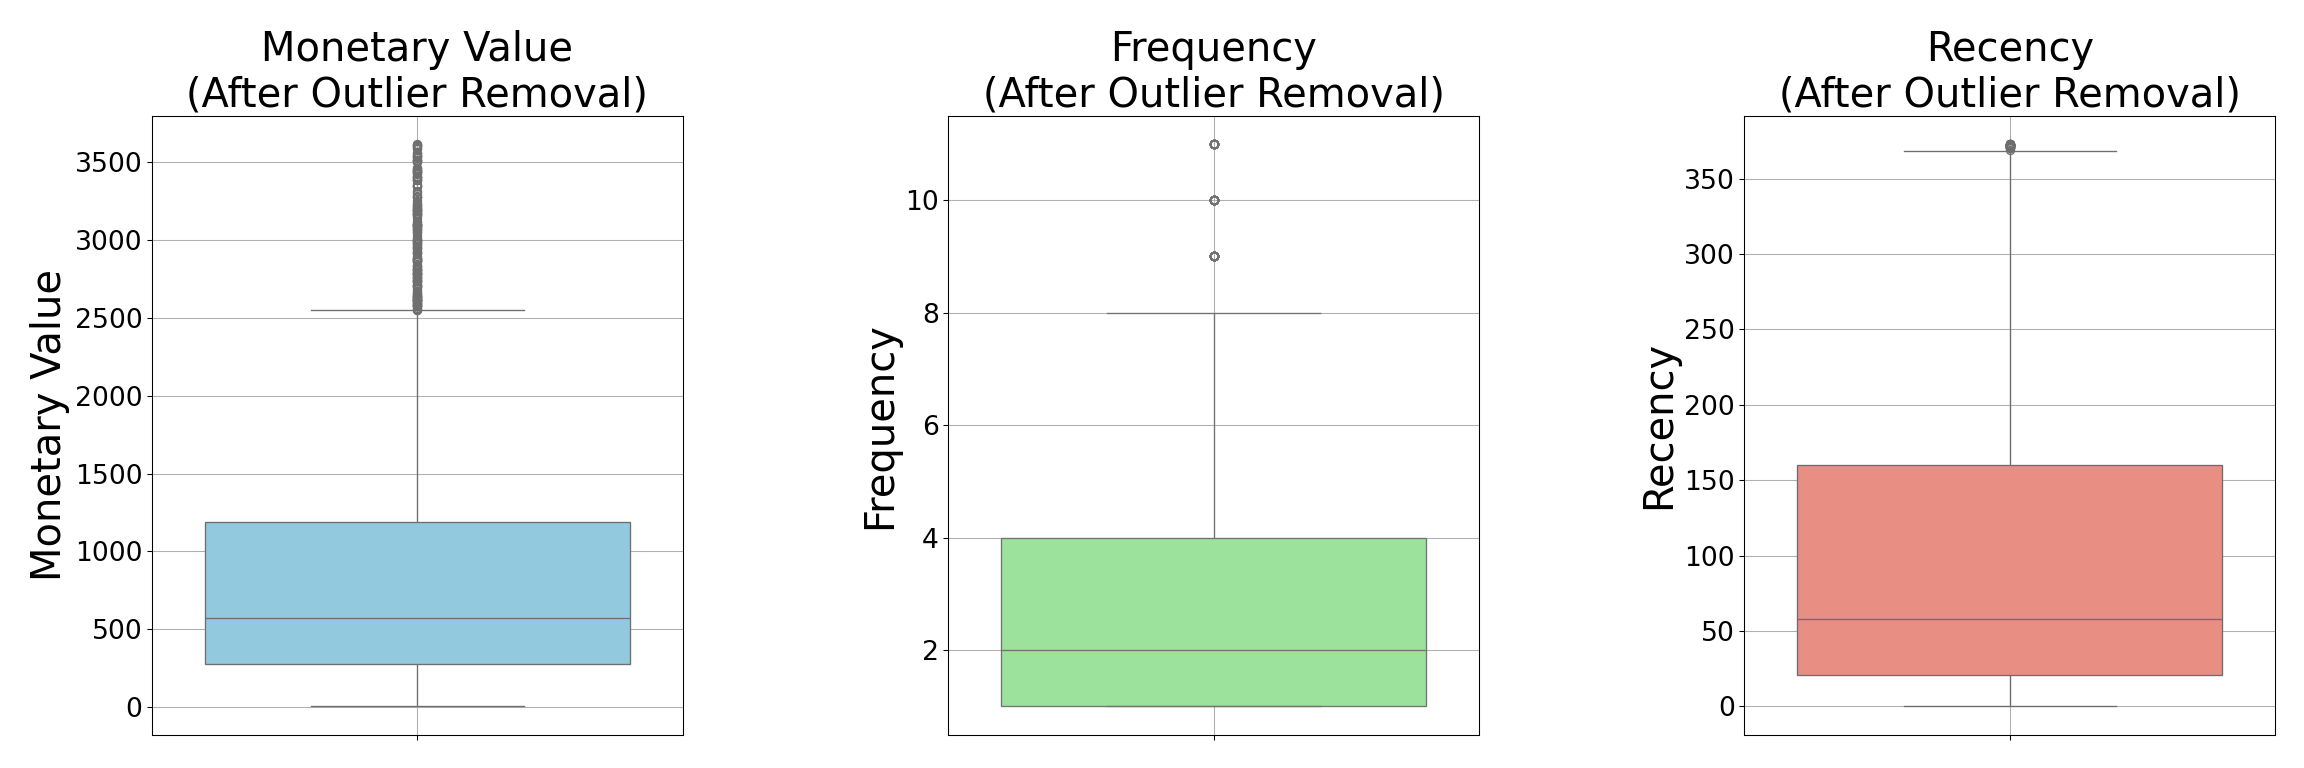 Monetary Value
(After Outlier Removal)
Monetary Value
3500
3000
2500
2000
1500
1000
500
0
Frequency
(After Outlier Removal)
Frequency
10
8
6
4
2
Recency
(After Outlier Removal)
Recency
350
300
250
200
150
100
50
0